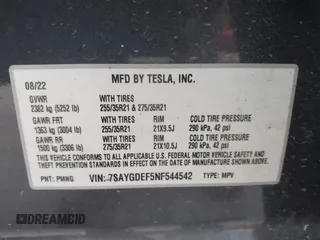 MFD BY TESLA, INC.
08/22
GVWR WITH TIRES
2382 kg (5252 lb) 255/35R21 & 275/35R21
GAWR FRT WITH TIRES RIM COLD TIRE PRESSURE
1363 kg (3004 lb) 255/35R21 21X9.5J 290 kPa, 42 psi
GAWR RR WITH TIRES RIM COLD TIRE PRESSURE
1500 kg (3306 lb) 275/35R21 21X10.5J 290 kPa, 42 psi
THIS VEHICLE CONFORMS TO ALL APPLICABLE U.S. FEDERAL MOTOR VEHICLE SAFETY
AND THEFT PREVENTION STANDARDS IN EFFECT ON THE DATE OF MANUFACTURE SHOWN ABOVE.
PNT: PMNG VIN: 7SAYGDEF5NF544542 TYPE: MPV
DREAMBID